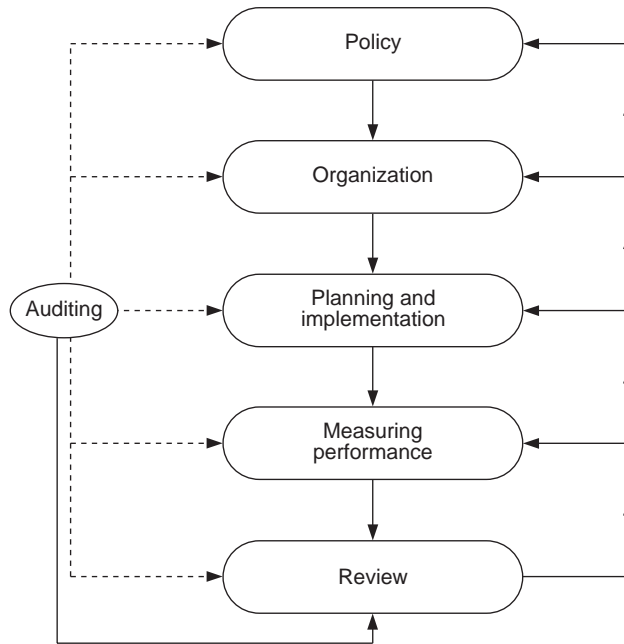 Policy
Organization
Auditing
Planning and
implementation
Measuring
performance
Review